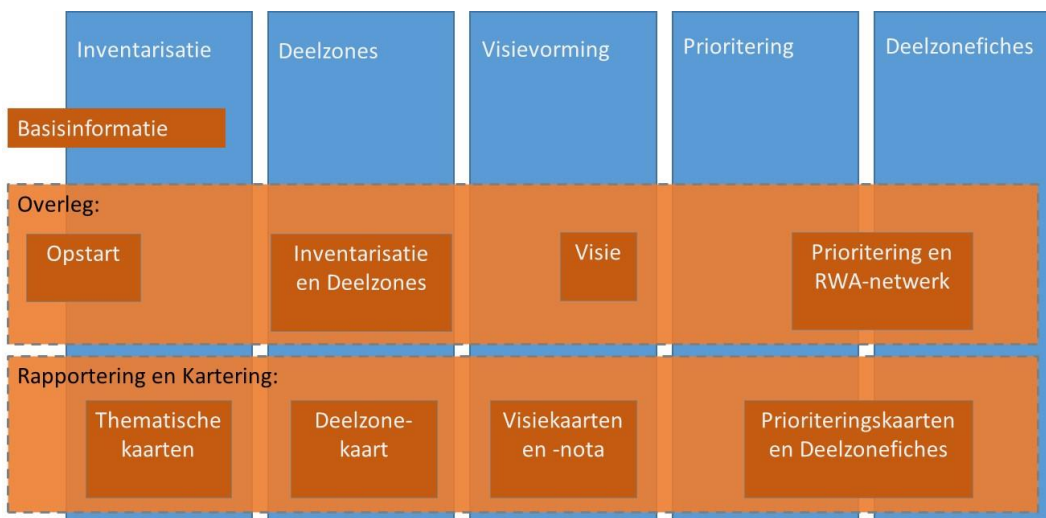 Inventarisatie
Deelzones
Visievorming
Prioritering
Deelzonefiches
Basisinformatie
Overleg:
Opstart
Inventarisatie
en Deelzones
Visie
Prioritering en
RWA-netwerk
Rapportering en Kartering:
Thematische
kaarten
Deelzone-
kaart
Visiekaarten
en -nota
Prioriteringskaarten
en Deelzonefiches